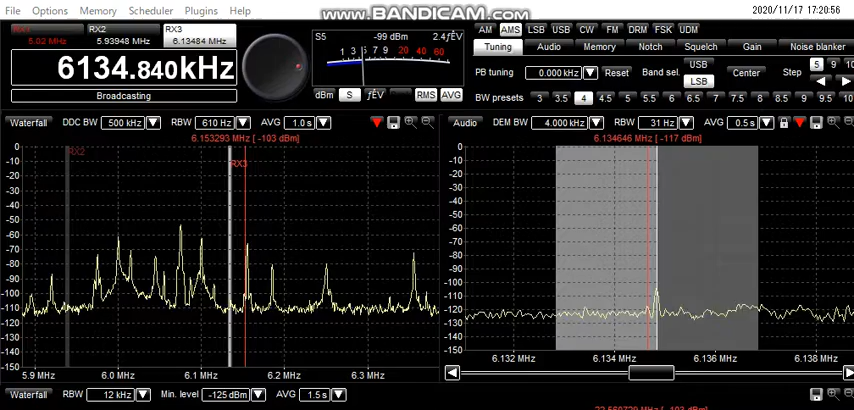 File Options Memory Scheduler Plugins Help
www.BANDICAM.com
2020/11/17 17:20:56
RX1 RX2 RX3
5.02 MHz 5.93948 MHz 6.13484 MHz
6134.840kHz
Broadcasting
S5 -99 dBm 2.4ƒÊV
1 3 5 7 9 20 40 60
dBm S ƒÊV RMS AVG
AM AMS LSB USB CW FM DRM FSK UDM
Tuning Audio Memory Notch Squelch Gain Noise blanker
PB tuning 0.000 kHz Reset Band sel. USB LSB Center Step 5 9 10
BW presets 3 3.5 4 4.5 5 5.5 6 6.5 7 7.5 8 8.5 9 9.5 10
Waterfall DDC BW 500 kHz RBW 610 Hz AVG 1.0 s
6.153293 MHz [ -103 dBm]
RX2
RX3
0
-10
-20
-30
-40
-50
-60
-70
-80
-90
-100
-110
-120
-130
-140
-150
5.9 MHz 6.0 MHz 6.1 MHz 6.2 MHz 6.3 MHz
Audio DEM BW 4.000 kHz RBW 31 Hz AVG 0.5 s
6.134646 MHz [ -117 dBm]
0
-10
-20
-30
-40
-50
-60
-70
-80
-90
-100
-110
-120
-130
-140
-150
6.132 MHz 6.134 MHz 6.136 MHz 6.138 MHz
Waterfall RBW 12 kHz Min. level -125 dBm AVG 1.5 s